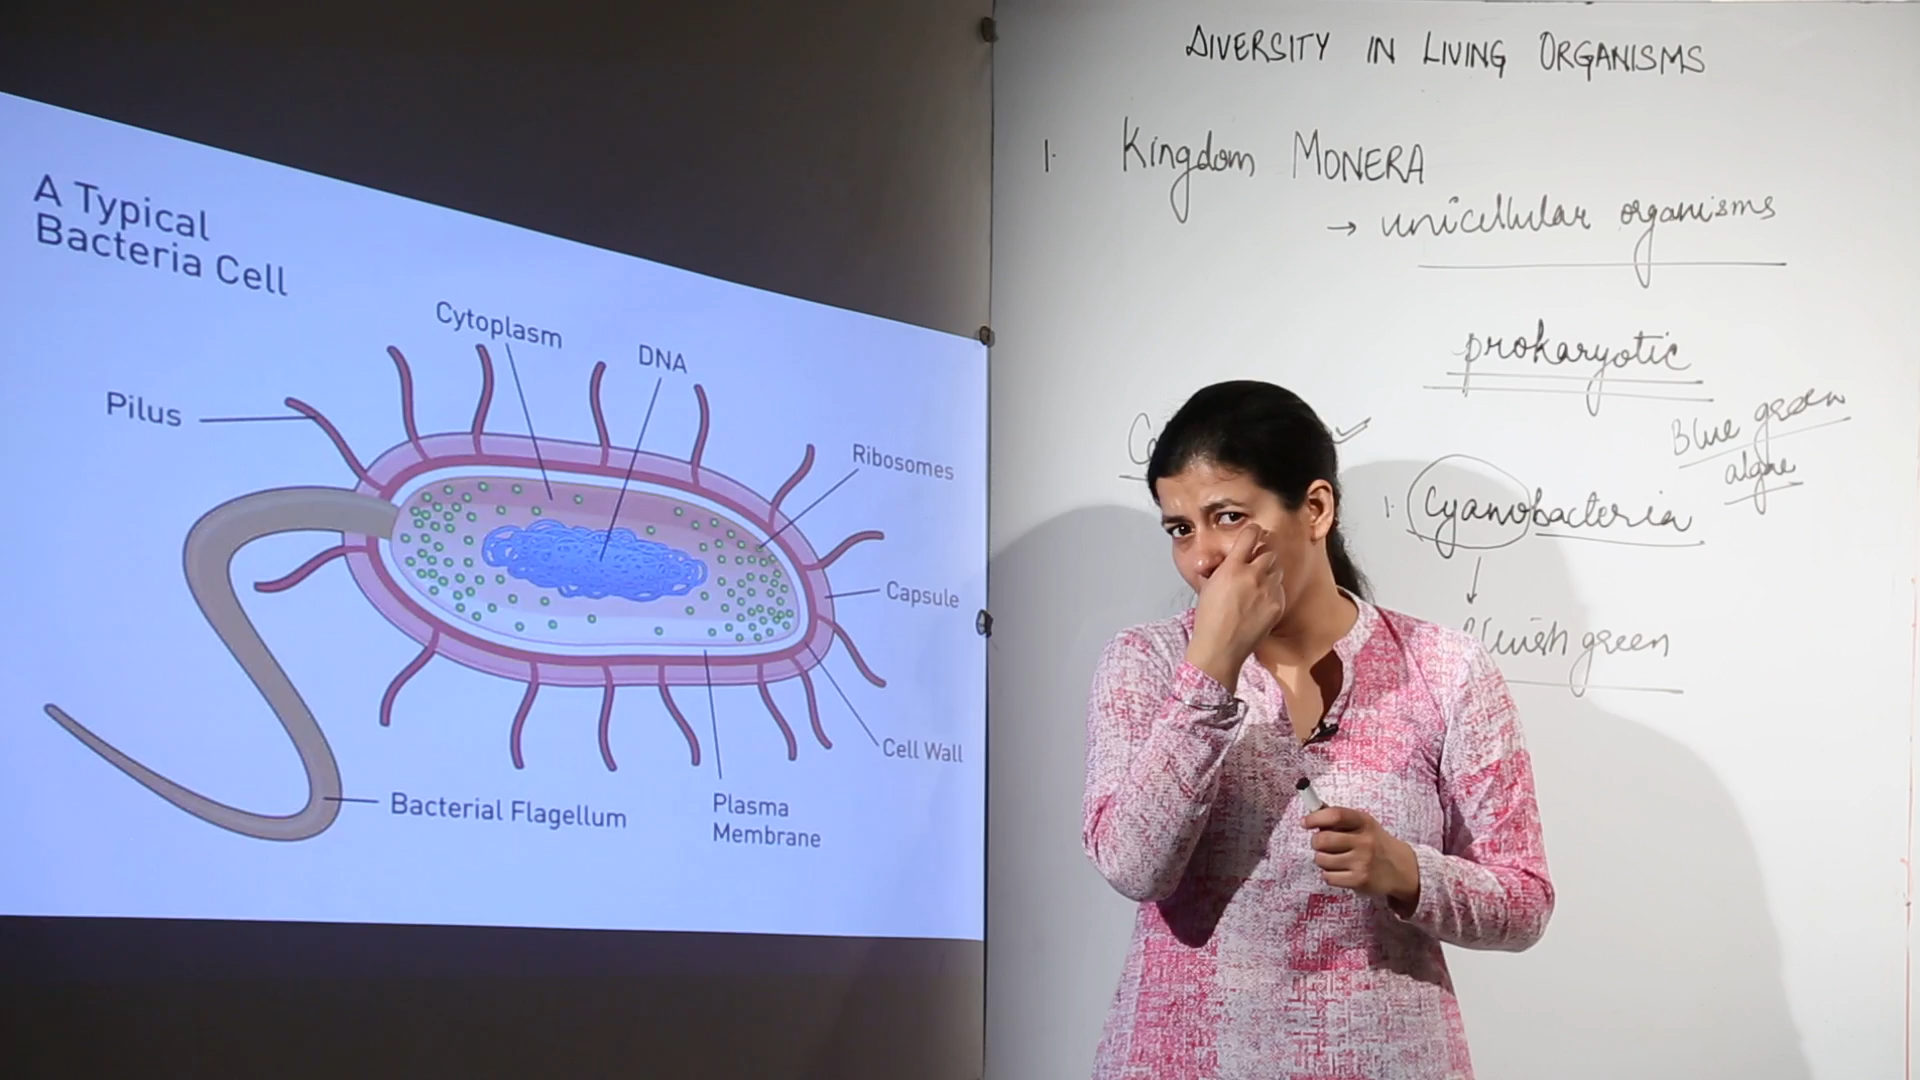 A Typical
Bacteria Cell
Cytoplasm
DNA
Pilus
Ribosomes
Capsule
Cell Wall
Bacterial Flagellum
Plasma
Membrane
DIVERSITY IN LIVING ORGANISMS
1. Kingdom MONERA
→ unicellular organisms
prokaryotic
Blue green
algae
1. Cyanobacteria
↓
bluish green